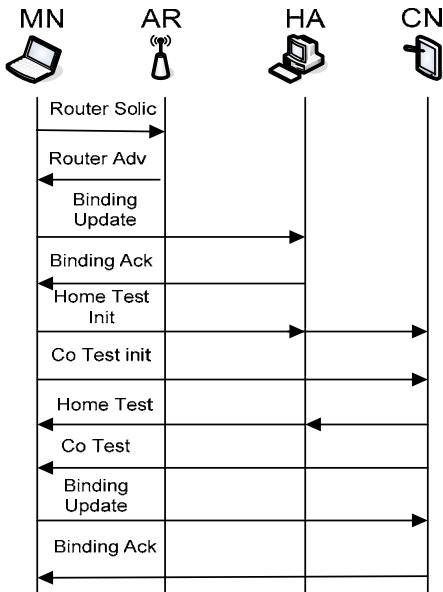 MN AR HA CN
Router Solic
Router Adv
Binding
Update
Binding Ack
Home Test
Init
Co Test init
Home Test
Co Test
Binding
Update
Binding Ack